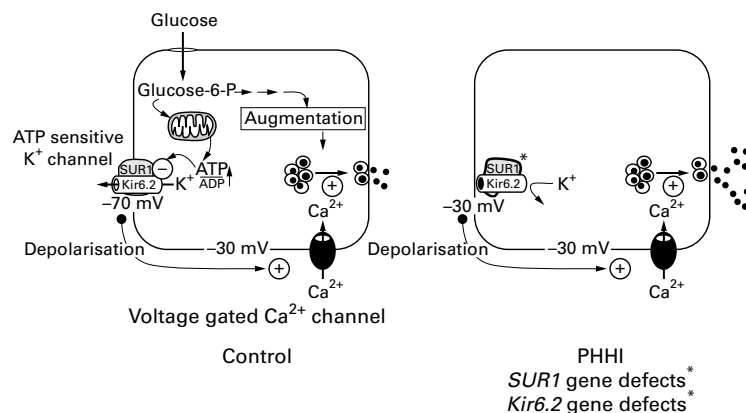 Glucose
Glucose-6-P
Augmentation
ATP sensitive
K+ channel
SUR1
Kir6.2
−
K+
ATP
ADP
–70 mV
+
Ca2+
Depolarisation
–30 mV
+
Ca2+
Voltage gated Ca2+ channel
Control
SUR1
*
Kir6.2
K+
–30 mV
+
Ca2+
Depolarisation
–30 mV
+
Ca2+
PHHI
SUR1 gene defects*
Kir6.2 gene defects*